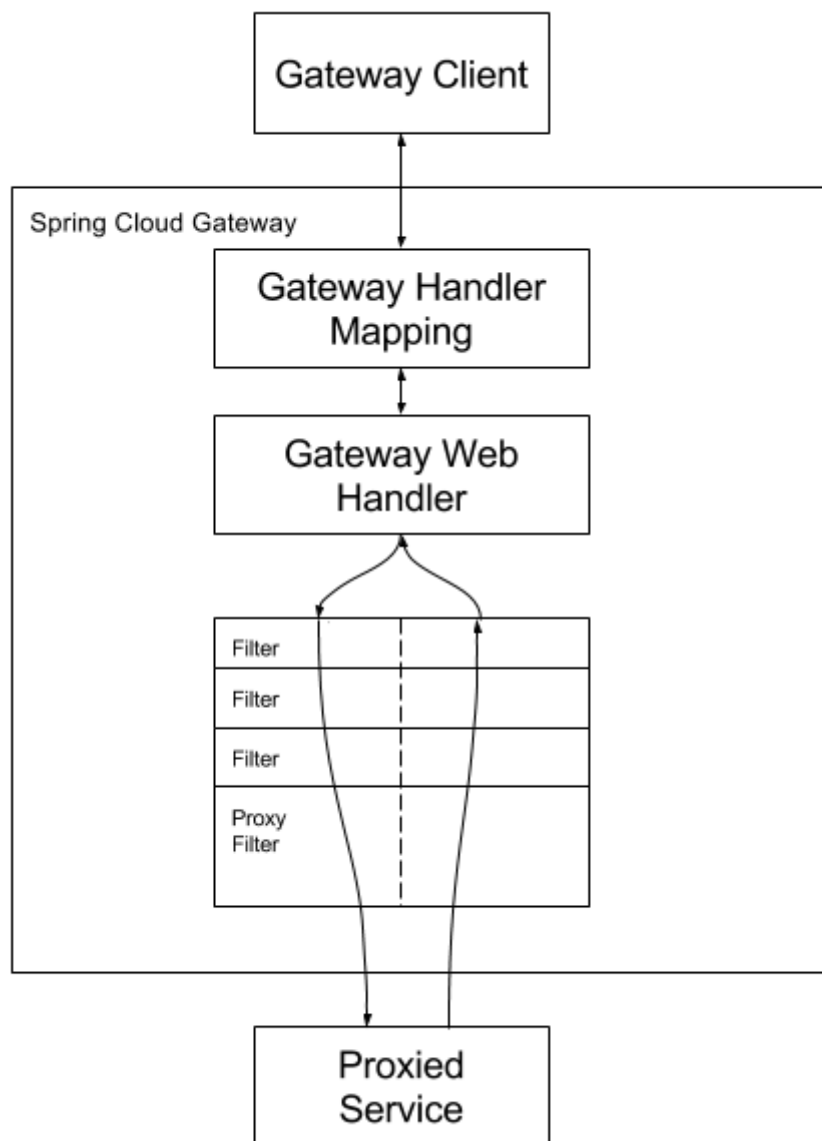 Gateway Client
Spring Cloud Gateway
Gateway Handler
Mapping
Gateway Web
Handler
Filter
Filter
Filter
Proxy
Filter
Proxied
Service